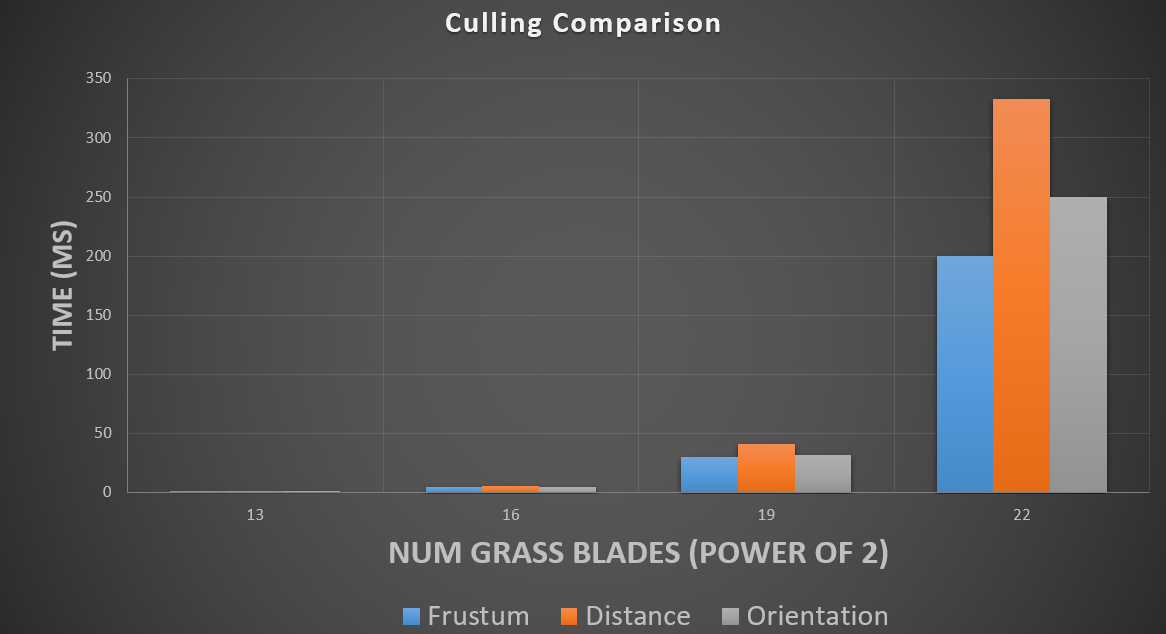 Culling Comparison
350
300
250
200
150
100
50
0
TIME (MS)
13 16 19 22
NUM GRASS BLADES (POWER OF 2)
Frustum Distance Orientation